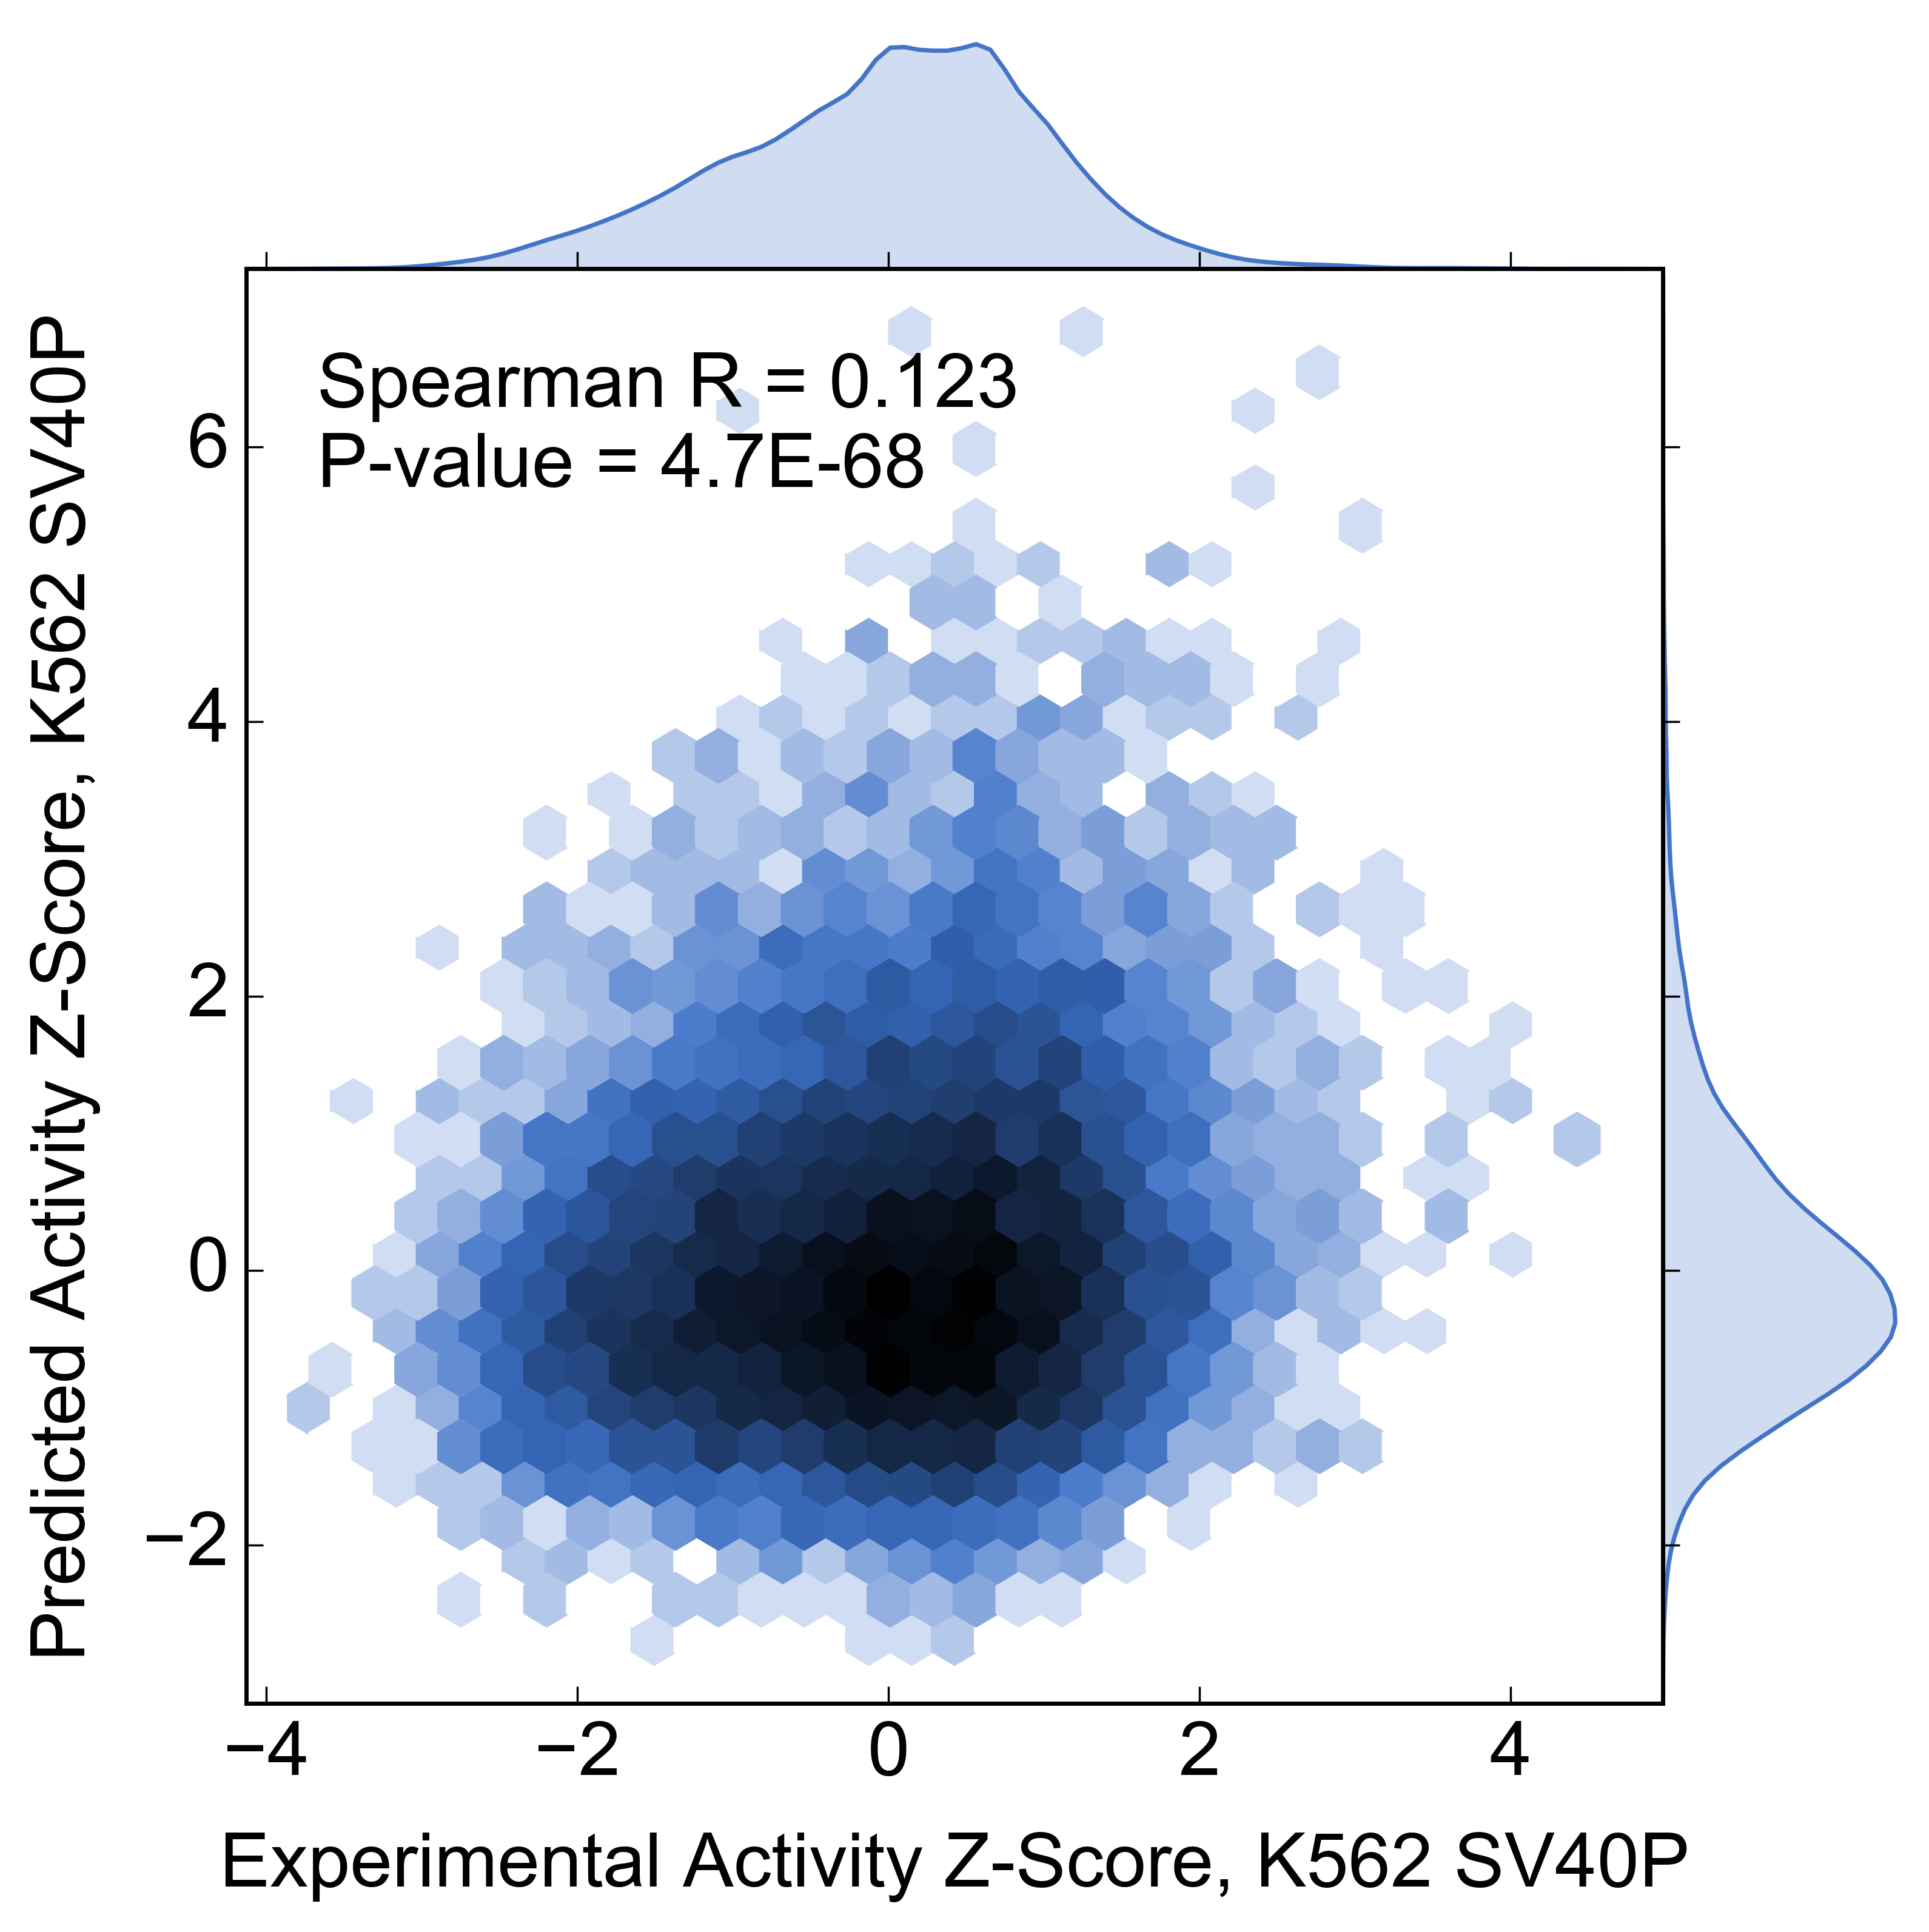 Spearman R = 0.123
P-value = 4.7E-68
Predicted Activity Z-Score, K562 SV40P
6
4
2
0
−2
−4 −2 0 2 4
Experimental Activity Z-Score, K562 SV40P